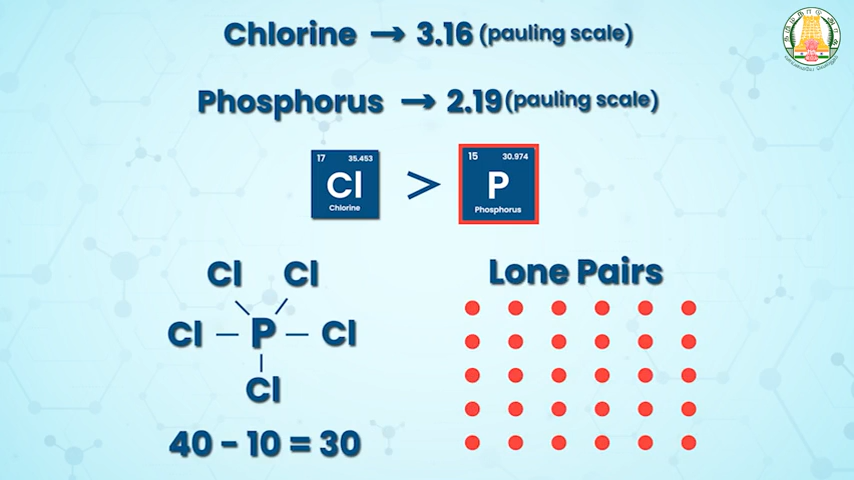 Chlorine → 3.16 (pauling scale)
Phosphorus → 2.19 (pauling scale)
17 35.453
Cl
Chlorine
>
15 30.974
P
Phosphorus
Cl Cl
Cl – P – Cl
Cl
40 - 10 = 30
Lone Pairs